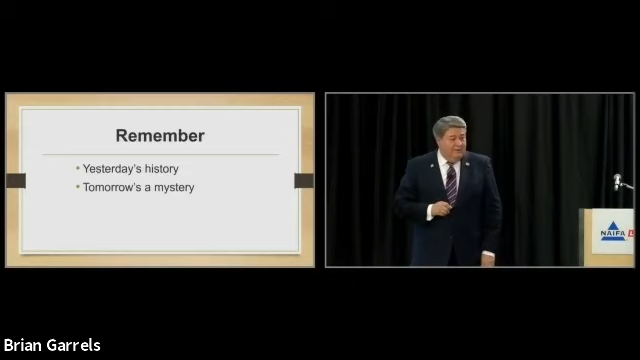 Remember
• Yesterday's history
• Tomorrow's a mystery
NAIFA
Brian Garrels